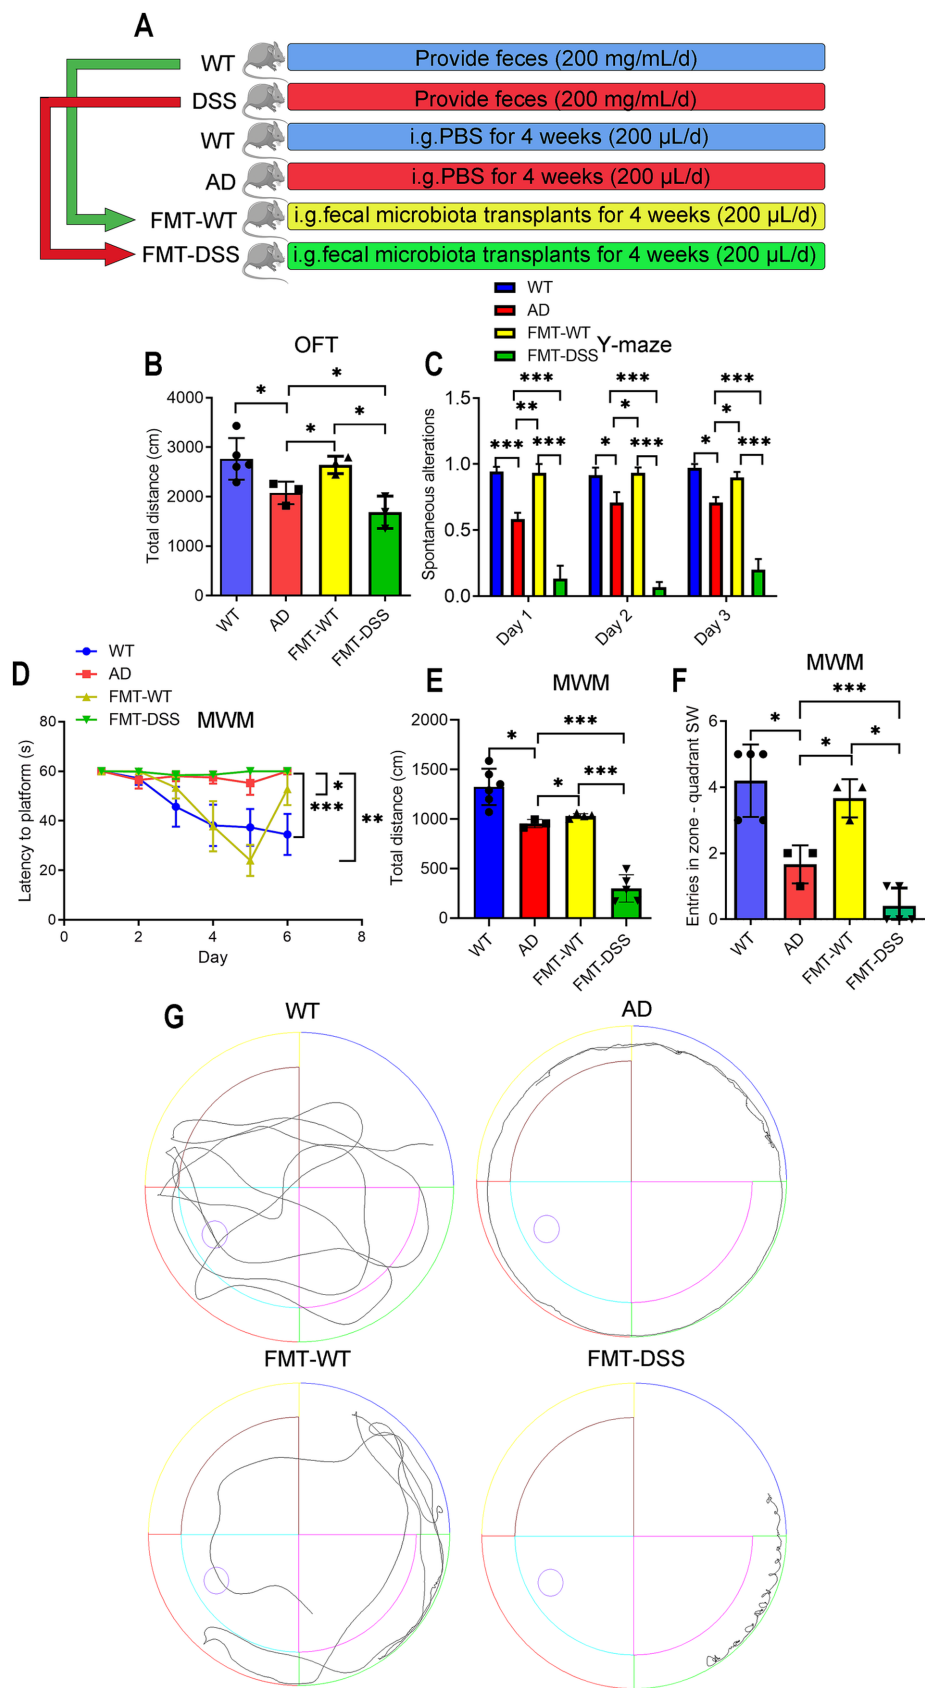 A
WT Provide feces (200 mg/mL/d)
DSS Provide feces (200 mg/mL/d)
WT i.g.PBS for 4 weeks (200 µL/d)
AD i.g.PBS for 4 weeks (200 µL/d)
FMT-WT i.g.fecal microbiota transplants for 4 weeks (200 µL/d)
FMT-DSS i.g.fecal microbiota transplants for 4 weeks (200 µL/d)
WT
AD
FMT-WT
FMT-DSS
B
OFT
Total distance (cm)
4000
3000
2000
1000
0
* * * *
WT AD FMT-WT FMT-DSS
C
Y-maze
Spontaneous alterations
1.5
1.0
0.5
0.0
*** *** ***
** * *
*** *** * *** * ***
Day 1 Day 2 Day 3
D
WT
AD
FMT-WT
FMT-DSS
MWM
Latency to platform (s)
80
60
40
20
0
0 2 4 6 8
Day
*
***
**
E
MWM
Total distance (cm)
2000
1500
1000
500
0
* *** * ***
WT AD FMT-WT FMT-DSS
F
MWM
Entries in zone - quadrant SW
6
4
2
0
* *** * *
WT AD FMT-WT FMT-DSS
G
WT AD
FMT-WT FMT-DSS